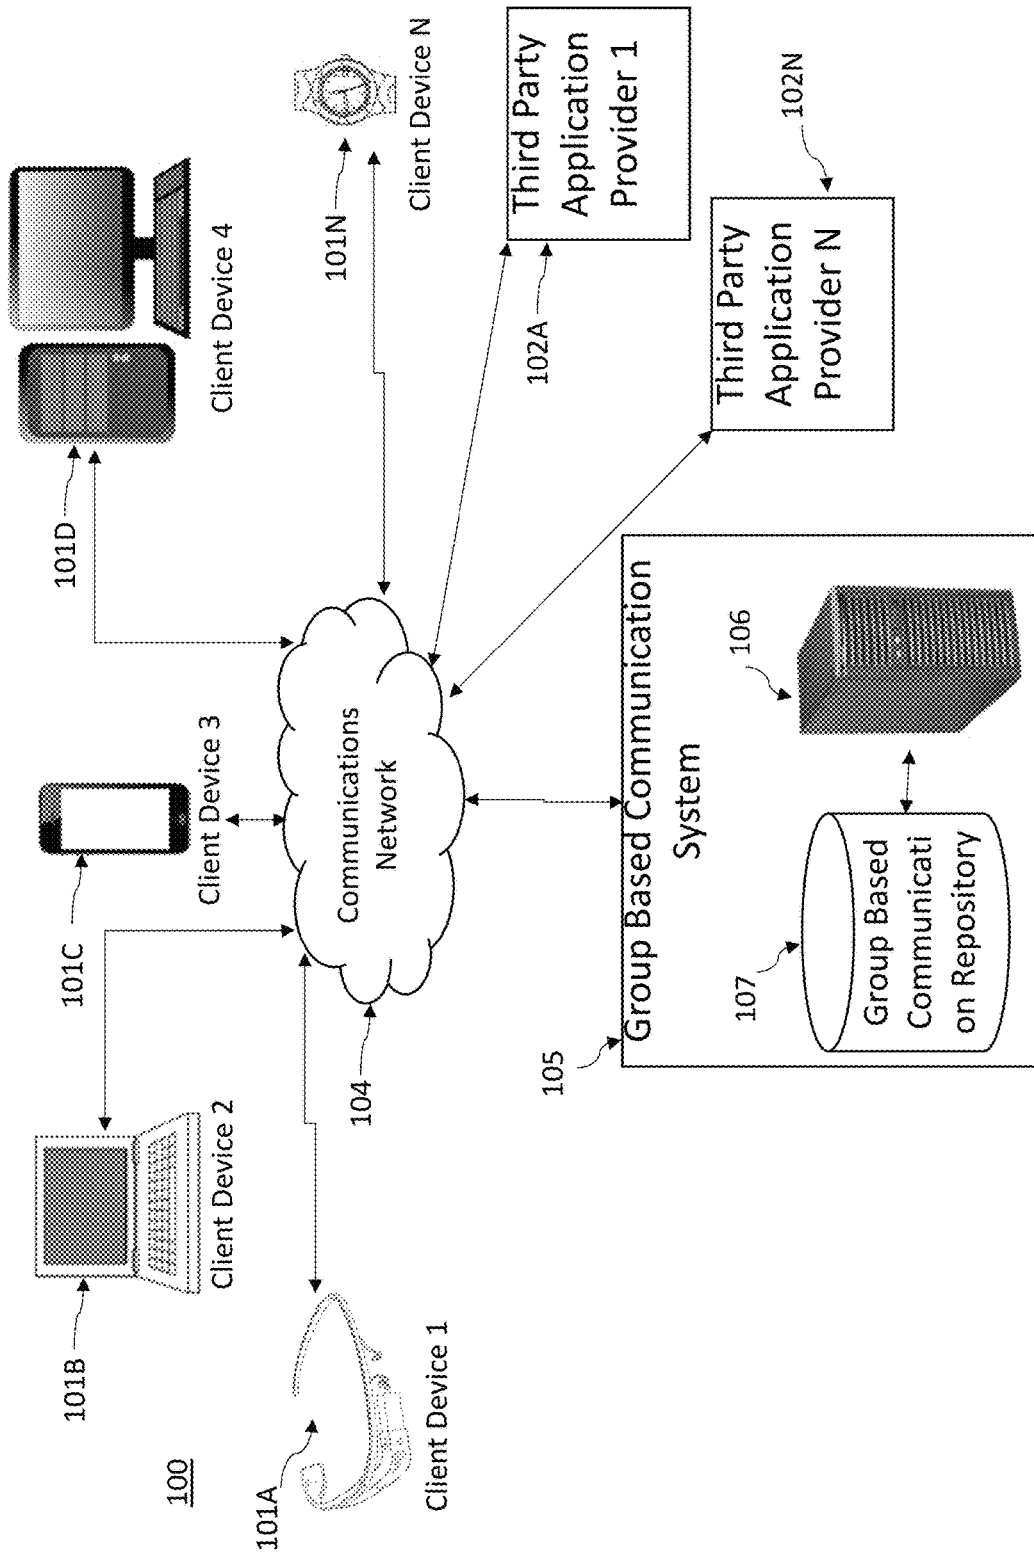 100
101A
Client Device 1
101B
Client Device 2
101C
Client Device 3
101D
Client Device 4
101N
Client Device N
104
Communications
Network
102A
Third Party
Application
Provider 1
102N
Third Party
Application
Provider N
105
Group Based Communication
System
106
107
Group Based
Communicati
on Repository